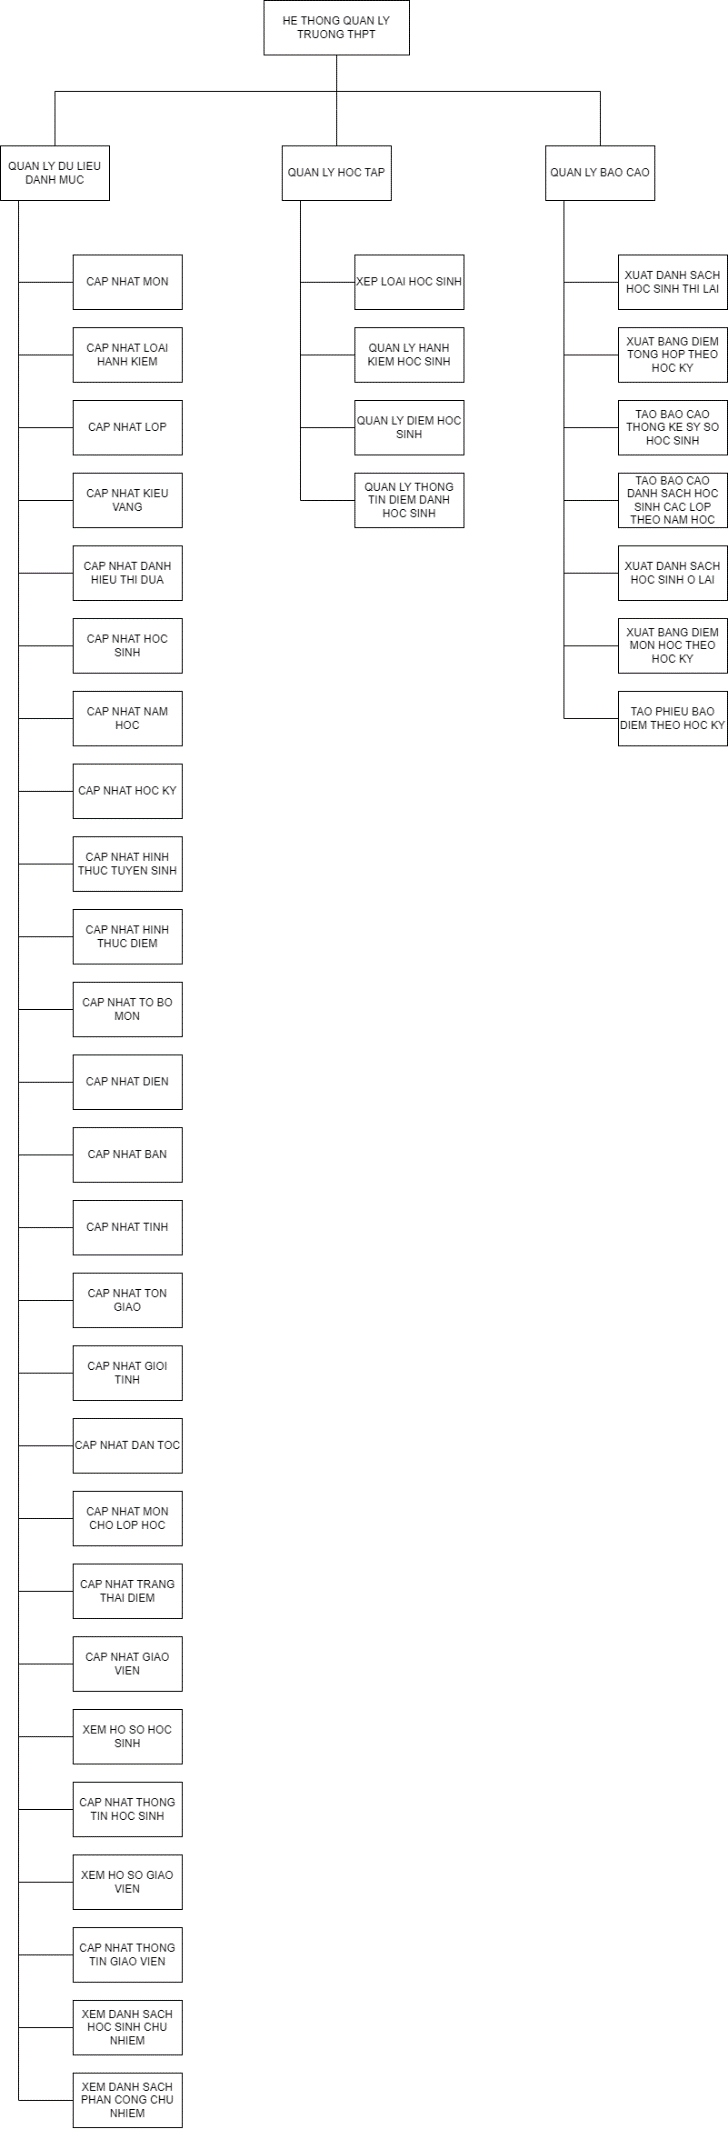 HE THONG QUAN LY
TRUONG THPT
QUAN LY DU LIEU
DANH MUC
QUAN LY HOC TAP
QUAN LY BAO CAO
CAP NHAT MON
CAP NHAT LOAI
HANH KIEM
CAP NHAT LOP
CAP NHAT KIEU
VANG
CAP NHAT DANH
HIEU THI DUA
CAP NHAT HOC
SINH
CAP NHAT NAM
HOC
CAP NHAT HOC KY
CAP NHAT HINH
THUC TUYEN SINH
CAP NHAT HINH
THUC DIEM
CAP NHAT TO BO
MON
CAP NHAT DIEN
CAP NHAT BAN
CAP NHAT TINH
CAP NHAT TON
GIAO
CAP NHAT GIOI
TINH
CAP NHAT DAN TOC
CAP NHAT MON
CHO LOP HOC
CAP NHAT TRANG
THAI DIEM
CAP NHAT GIAO
VIEN
XEM HO SO HOC
SINH
CAP NHAT THONG
TIN HOC SINH
XEM HO SO GIAO
VIEN
CAP NHAT THONG
TIN GIAO VIEN
XEM DANH SACH
HOC SINH CHU
NHIEM
XEM DANH SACH
PHAN CONG CHU
NHIEM
XEP LOAI HOC SINH
QUAN LY HANH
KIEM HOC SINH
QUAN LY DIEM HOC
SINH
QUAN LY THONG
TIN DIEM DANH
HOC SINH
XUAT DANH SACH
HOC SINH THI LAI
XUAT BANG DIEM
TONG HOP THEO
HOC KY
TAO BAO CAO
THONG KE SY SO
HOC SINH
TAO BAO CAO
DANH SACH HOC
SINH CAC LOP
THEO NAM HOC
XUAT DANH SACH
HOC SINH O LAI
XUAT BANG DIEM
MON HOC THEO
HOC KY
TAO PHIEU BAO
DIEM THEO HOC KY